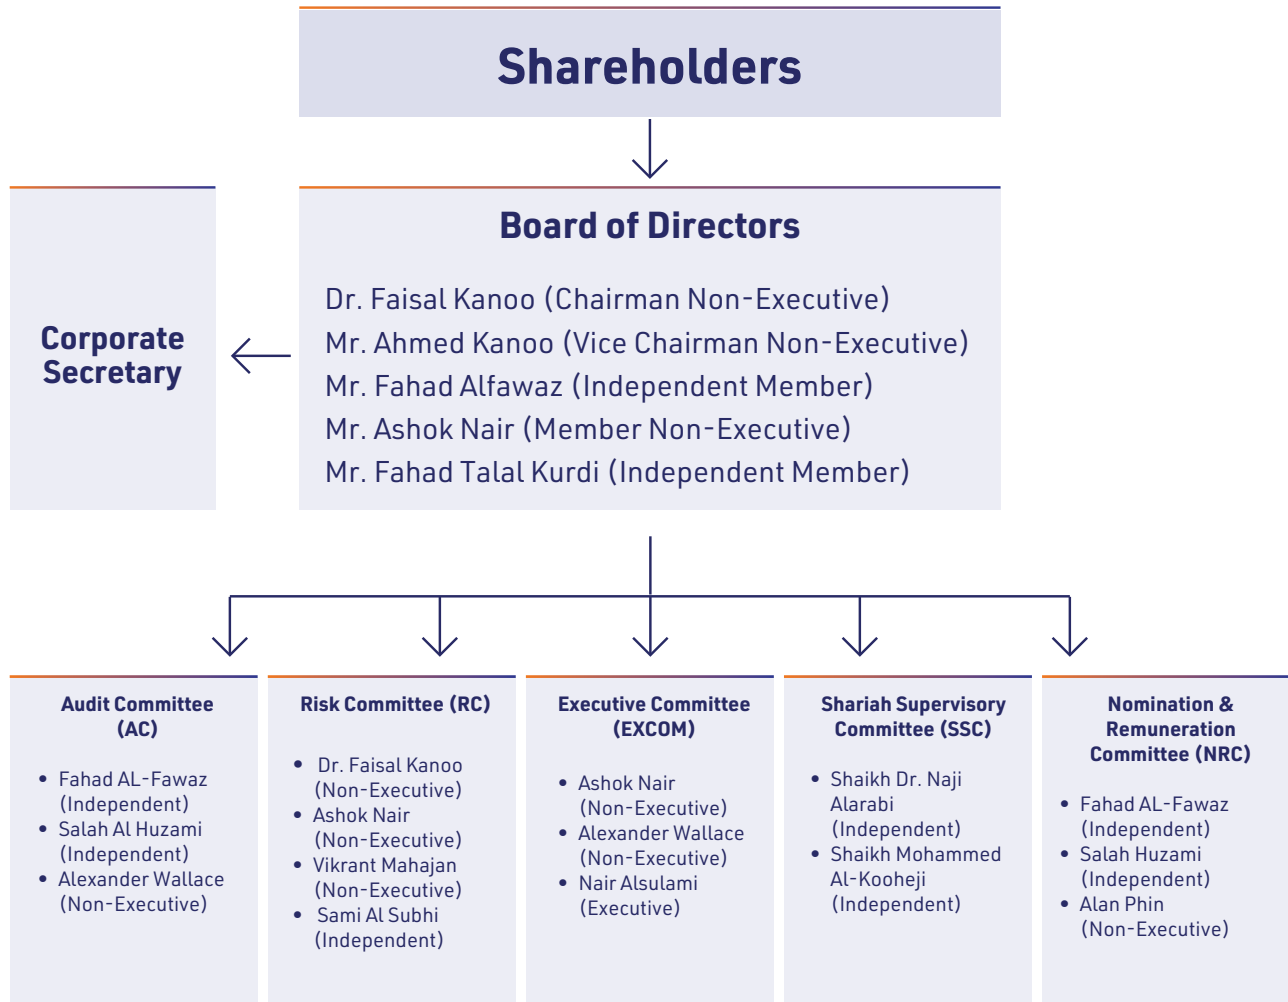 Shareholders
Corporate
Secretary
Board of Directors
Dr. Faisal Kanoo (Chairman Non-Executive)
Mr. Ahmed Kanoo (Vice Chairman Non-Executive)
Mr. Fahad Alfawaz (Independent Member)
Mr. Ashok Nair (Member Non-Executive)
Mr. Fahad Talal Kurdi (Independent Member)
Audit Committee
(AC)
• Fahad AL-Fawaz
(Independent)
• Salah Al Huzami
(Independent)
• Alexander Wallace
(Non-Executive)
Risk Committee (RC)
• Dr. Faisal Kanoo
(Non-Executive)
• Ashok Nair
(Non-Executive)
• Vikrant Mahajan
(Non-Executive)
• Sami Al Subhi
(Independent)
Executive Committee
(EXCOM)
• Ashok Nair
(Non-Executive)
• Alexander Wallace
(Non-Executive)
• Nair Alsulami
(Executive)
Shariah Supervisory
Committee (SSC)
• Shaikh Dr. Naji
Alarabi
(Independent)
• Shaikh Mohammed
Al-Kooheji
(Independent)
Nomination &
Remuneration
Committee (NRC)
• Fahad AL-Fawaz
(Independent)
• Salah Huzami
(Independent)
• Alan Phin
(Non-Executive)